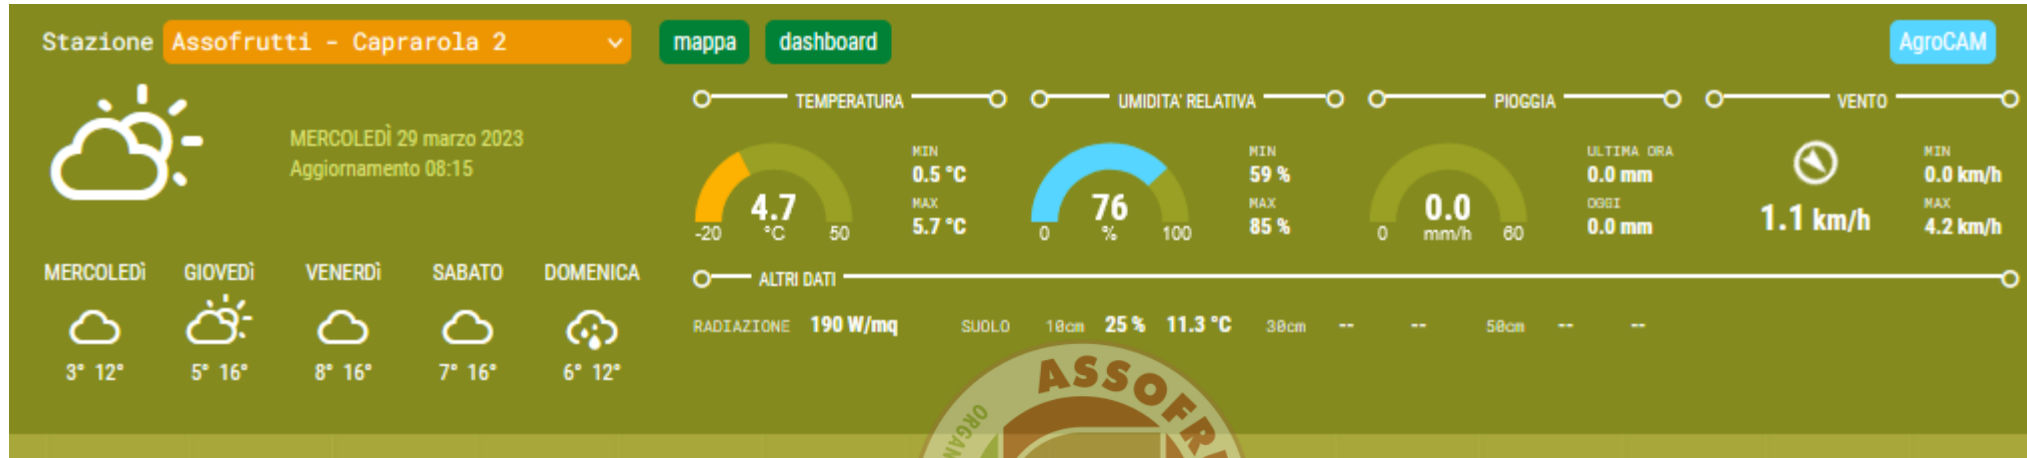 Stazione Assofrutti - Caprarola 2 mappa dashboard AgroCAM
MERCOLEDÌ 29 marzo 2023
Aggiornamento 08:15
TEMPERATURA
4.7
°C
-20 50
MIN
0.5 °C
MAX
5.7 °C
UMIDITA' RELATIVA
76
%
0 100
MIN
59 %
MAX
85 %
PIOGGIA
0.0
mm/h
0 60
ULTIMA ORA
0.0 mm
OGGI
0.0 mm
VENTO
1.1 km/h
MIN
0.0 km/h
MAX
4.2 km/h
MERCOLEDì GIOVEDì VENERDì SABATO DOMENICA
3° 12° 5° 16° 8° 16° 7° 16° 6° 12°
ALTRI DATI
RADIAZIONE 190 W/mq SUOLO 10cm 25 % 11.3 °C 30cm -- -- 50cm -- --
ASSOFR
ORGAN